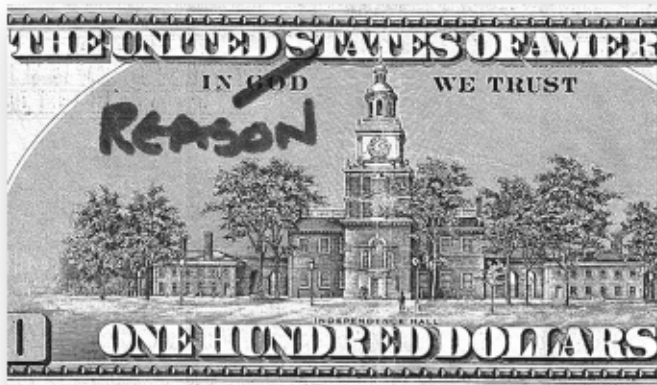 THE UNITED STATES OF AMER
IN GOD WE TRUST
REASON
INDEPENDENCE HALL
ONE HUNDRED DOLLARS